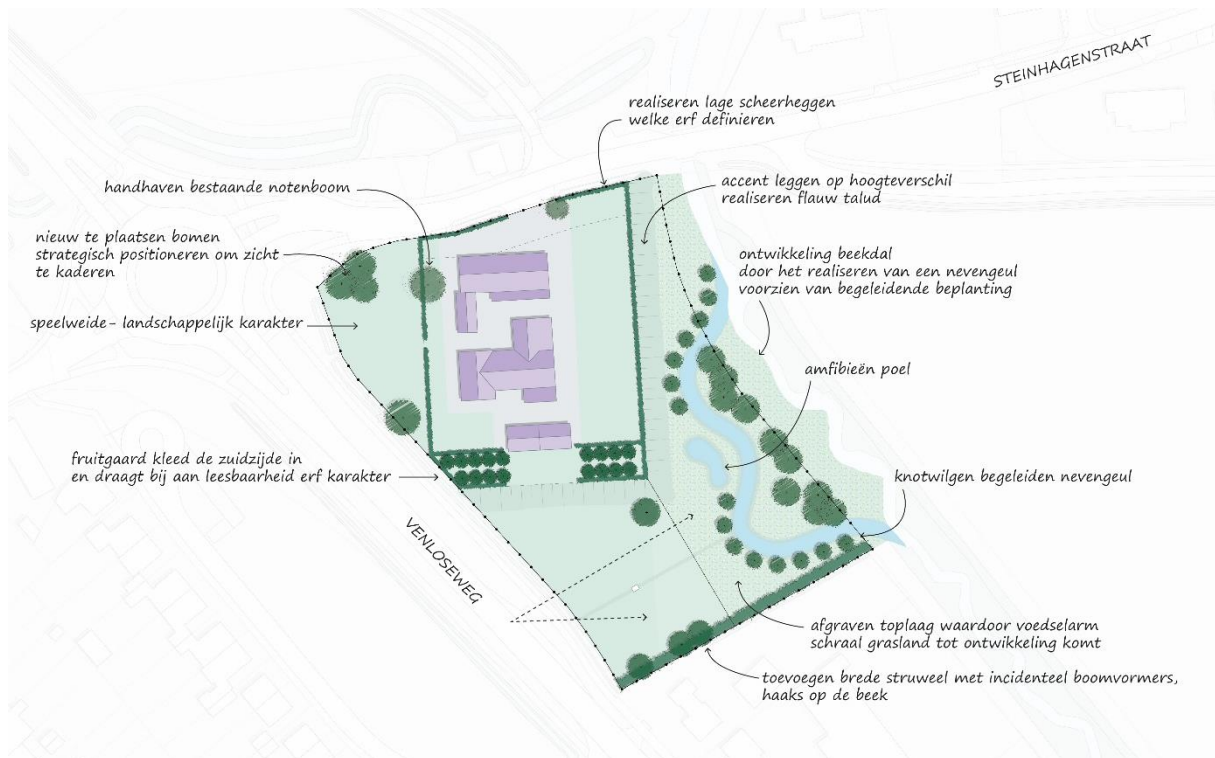 STEINHAGENSTRAAT
realiseren lage scheerheggen
welke erf definieren
handhaven bestaande notenboom
accent leggen op hoogteverschil
realiseren flauw talud
nieuw te plaatsen bomen
strategisch positioneren om zicht
te kaderen
ontwikkeling beekdal
door het realiseren van een nevengeul
voorzien van begeleidende beplanting
speelweide - landschappelijk karakter
amfibieën poel
fruitgaard kleed de zuidzijde in
en draagt bij aan leesbaarheid erf karakter
knotwilgen begeleiden nevengeul
VENLOSEWEG
afgraven toplaag waardoor voedselarm
schraal grasland tot ontwikkeling komt
toevoegen brede struweel met incidenteel boomvormers,
haaks op de beek